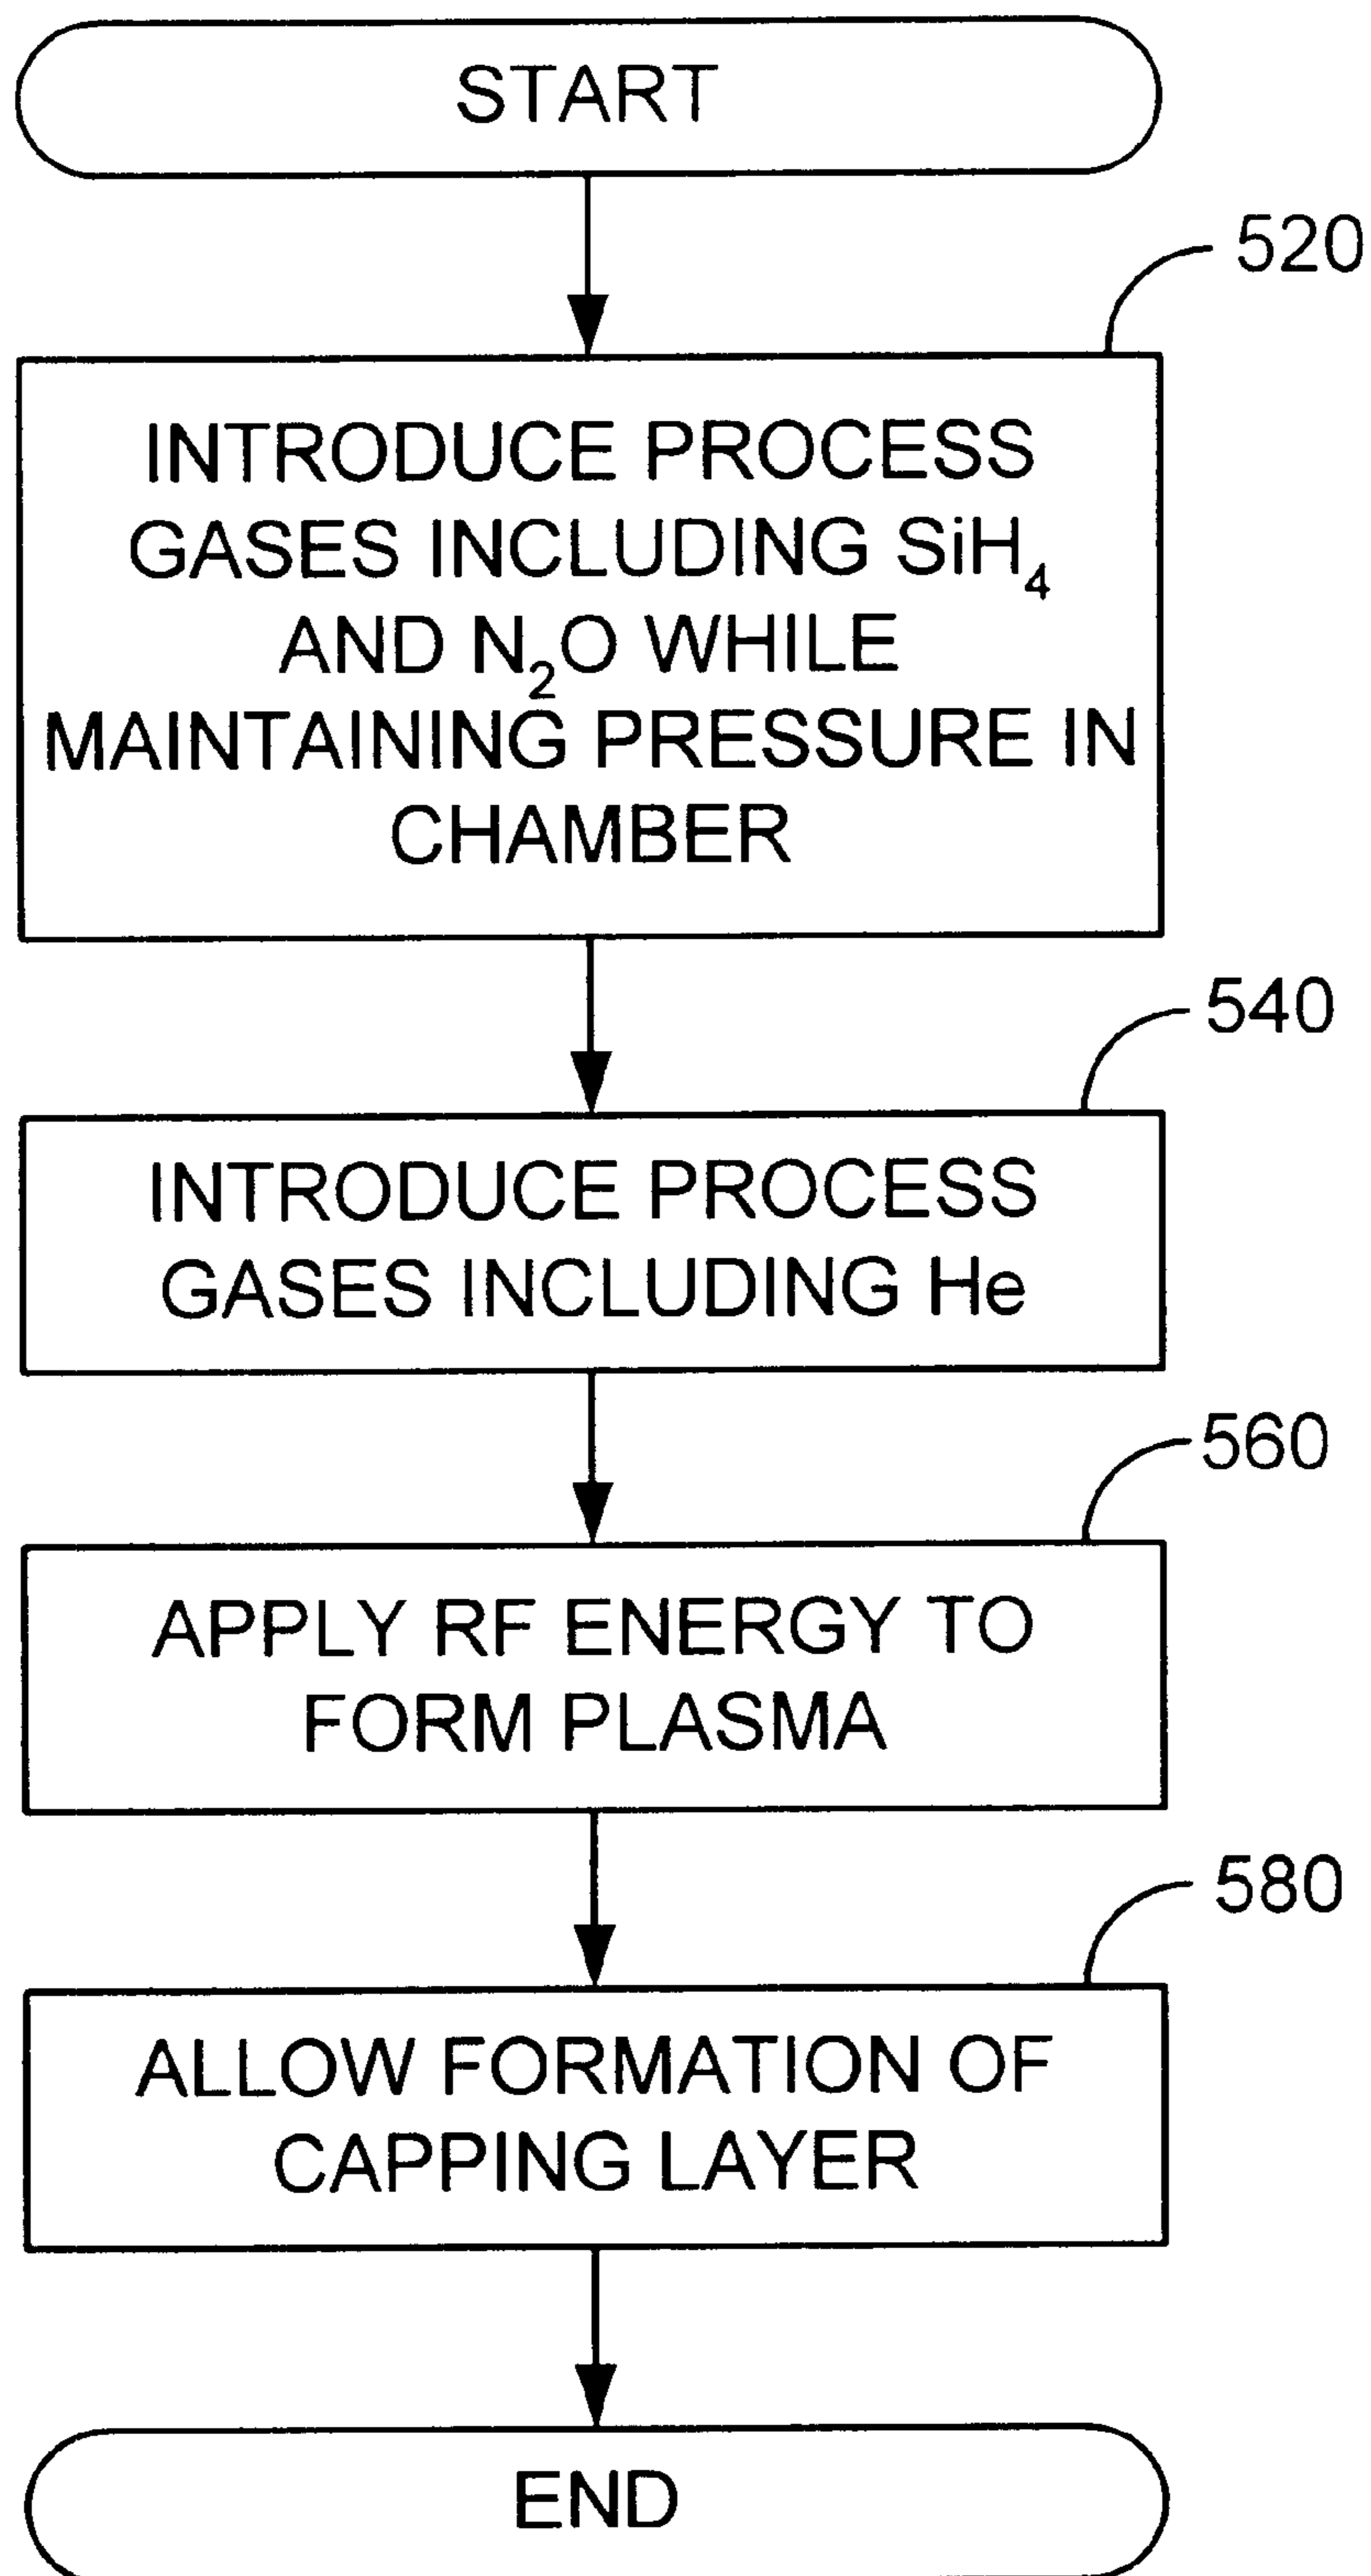 START
520
INTRODUCE PROCESS
GASES INCLUDING SiH₄
AND N₂O WHILE
MAINTAINING PRESSURE IN
CHAMBER
540
INTRODUCE PROCESS
GASES INCLUDING He
560
APPLY RF ENERGY TO
FORM PLASMA
580
ALLOW FORMATION OF
CAPPING LAYER
END